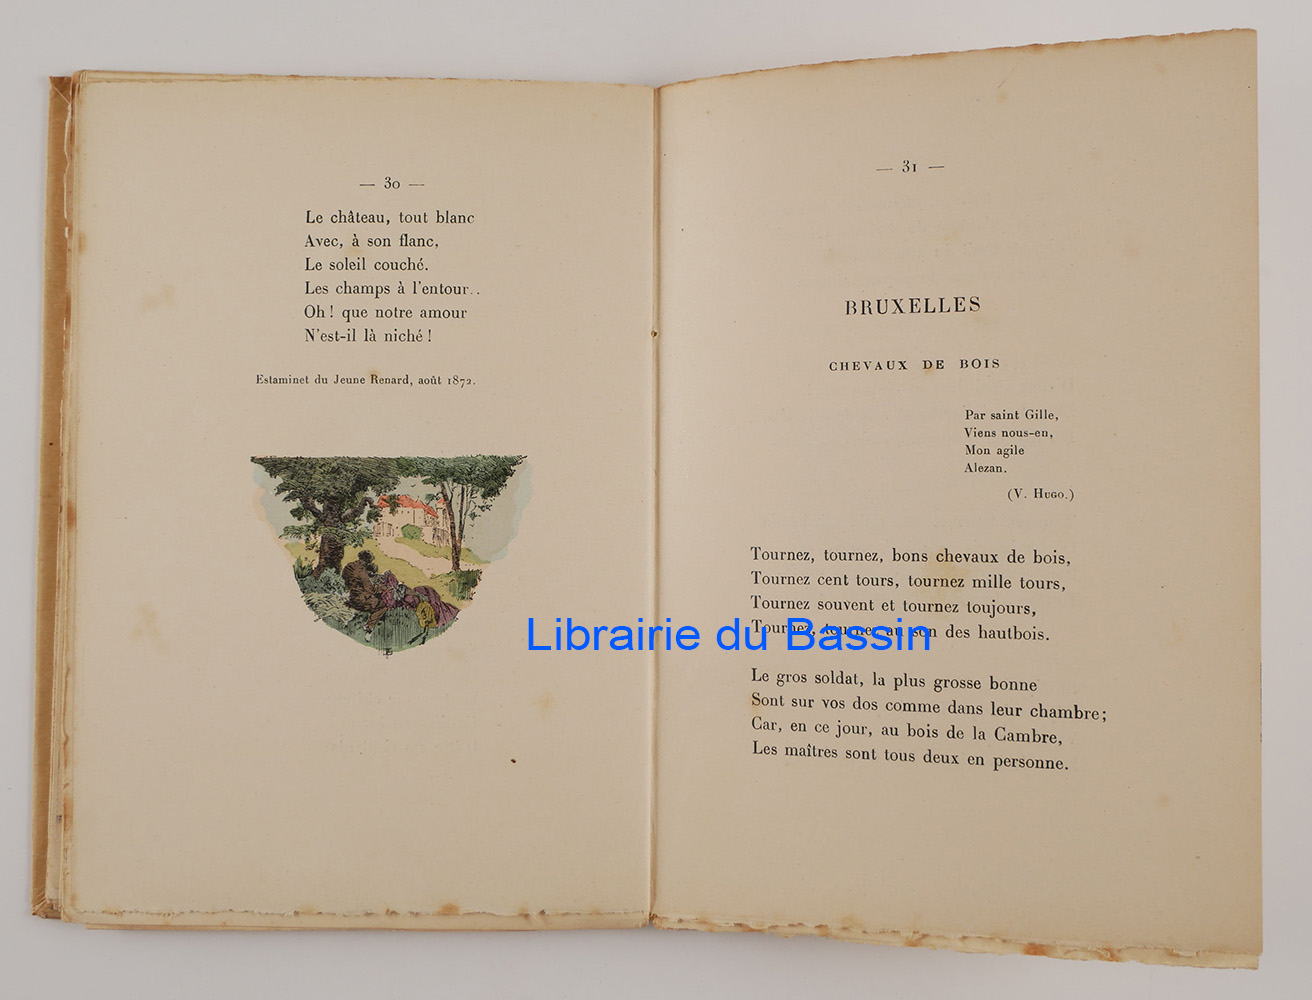 — 30 —
Le château, tout blanc
Avec, à son flanc,
Le soleil couché.
Les champs à l'entour..
Oh! que notre amour
N'est-il là niché!
Estaminet du Jeune Renard, août 1872.
— 31 —
BRUXELLES
CHEVAUX DE BOIS
Par saint Gille,
Viens nous-en,
Mon agile
Alezan.
(V. Hugo.)
Tournez, tournez, bons chevaux de bois,
Tournez cent tours, tournez mille tours,
Tournez souvent et tournez toujours,
Tournez, tournez au son des hautbois.
Le gros soldat, la plus grosse bonne
Sont sur vos dos comme dans leur chambre;
Car, en ce jour, au bois de la Cambre,
Les maîtres sont tous deux en personne.
Librairie du Bassin